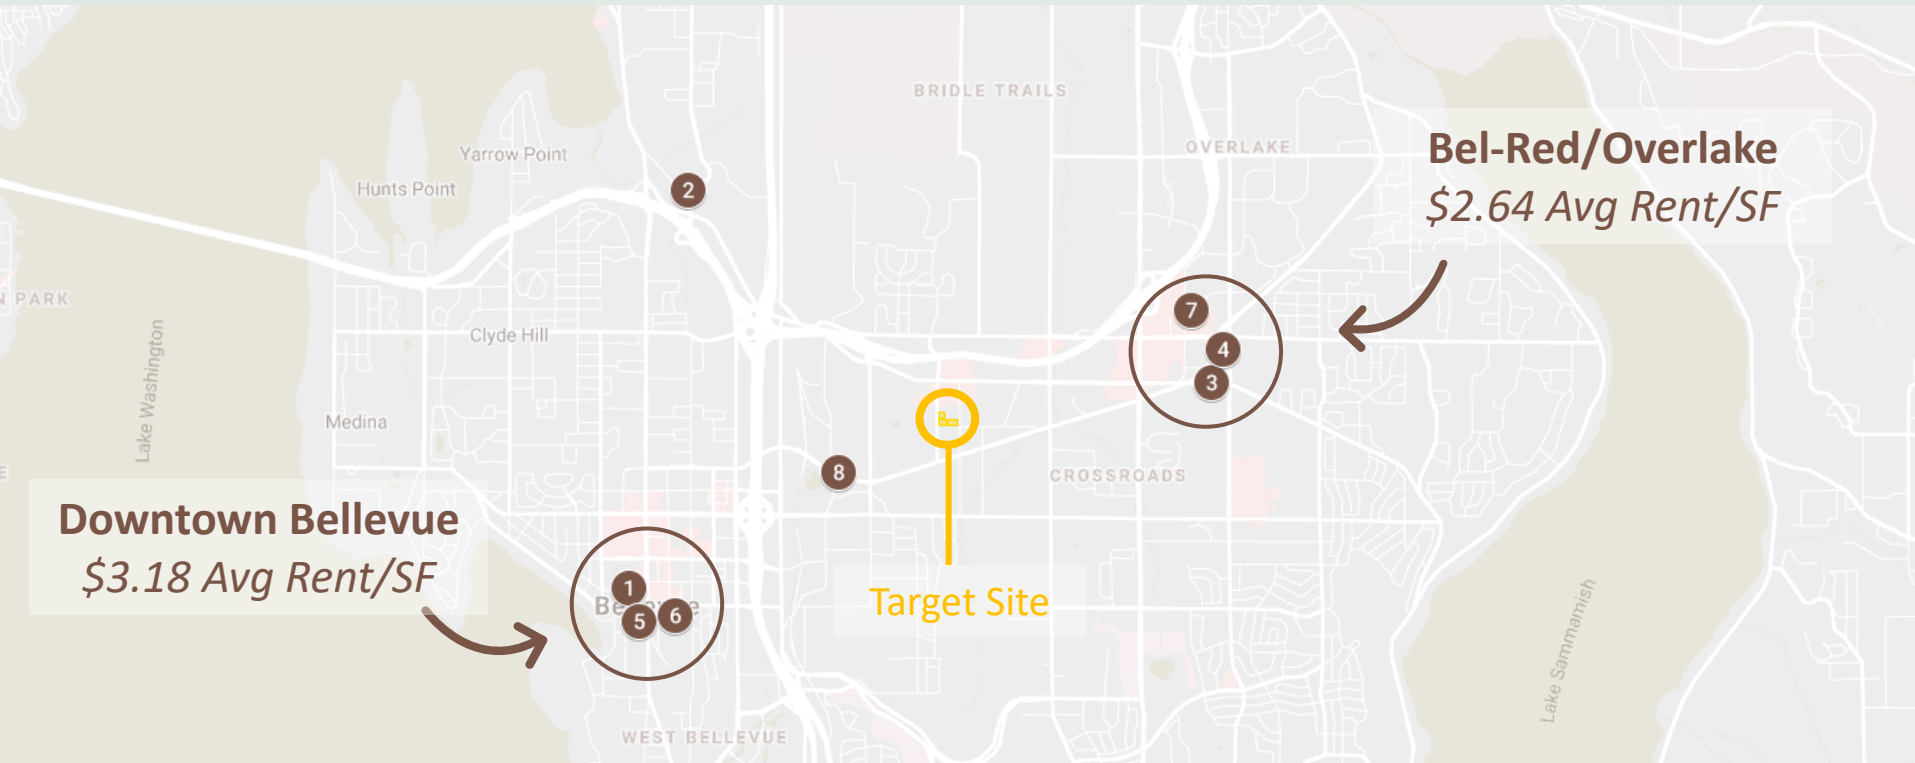 BRIDLE TRAILS
Yarrow Point
Hunts Point
2
OVERLAKE
Bel-Red/Overlake
$2.64 Avg Rent/SF
PARK
Clyde Hill
Lake Washington
7
4
3
Medina
8
CROSSROADS
Downtown Bellevue
$3.18 Avg Rent/SF
1
5
6
Target Site
Lake Sammamish
WEST BELLEVUE